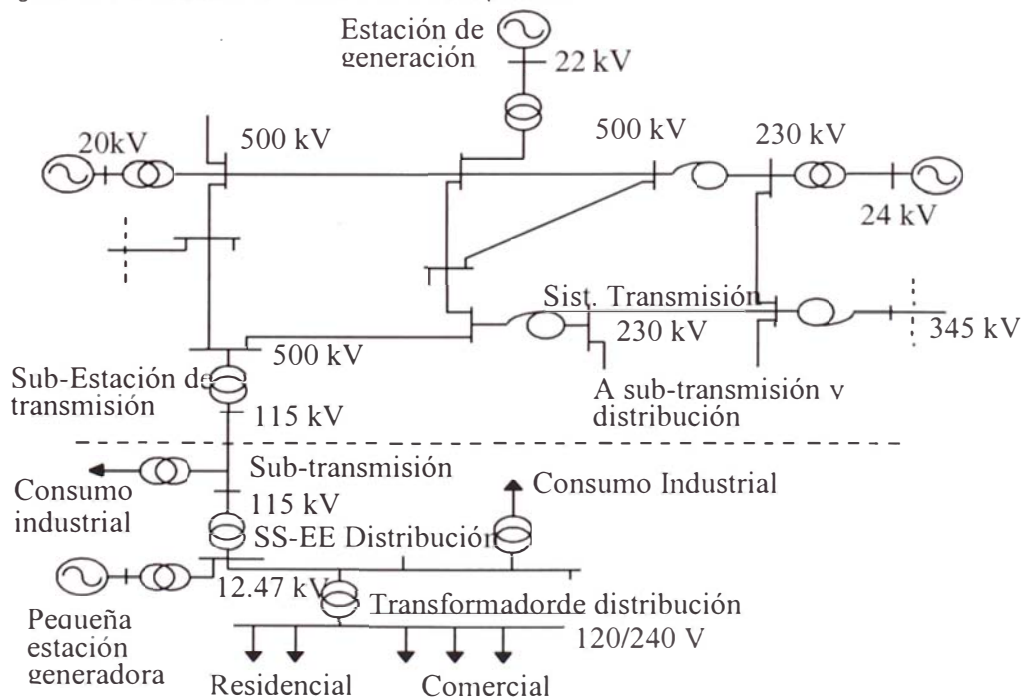 Estación de
generación
22 kV
20kV
500 kV
500 kV
230 kV
24 kV
Sist. Transmisión
230 kV
345 kV
500 kV
Sub-Estación de
transmisión
A sub-transmisión y
distribución
115 kV
Sub-transmisión
Consumo
industrial
115 kV
Consumo Industrial
SS-EE Distribución
12.47 kV
Transformadorde distribución
120/240 V
Pequeña
estación
generadora
Residencial
Comercial